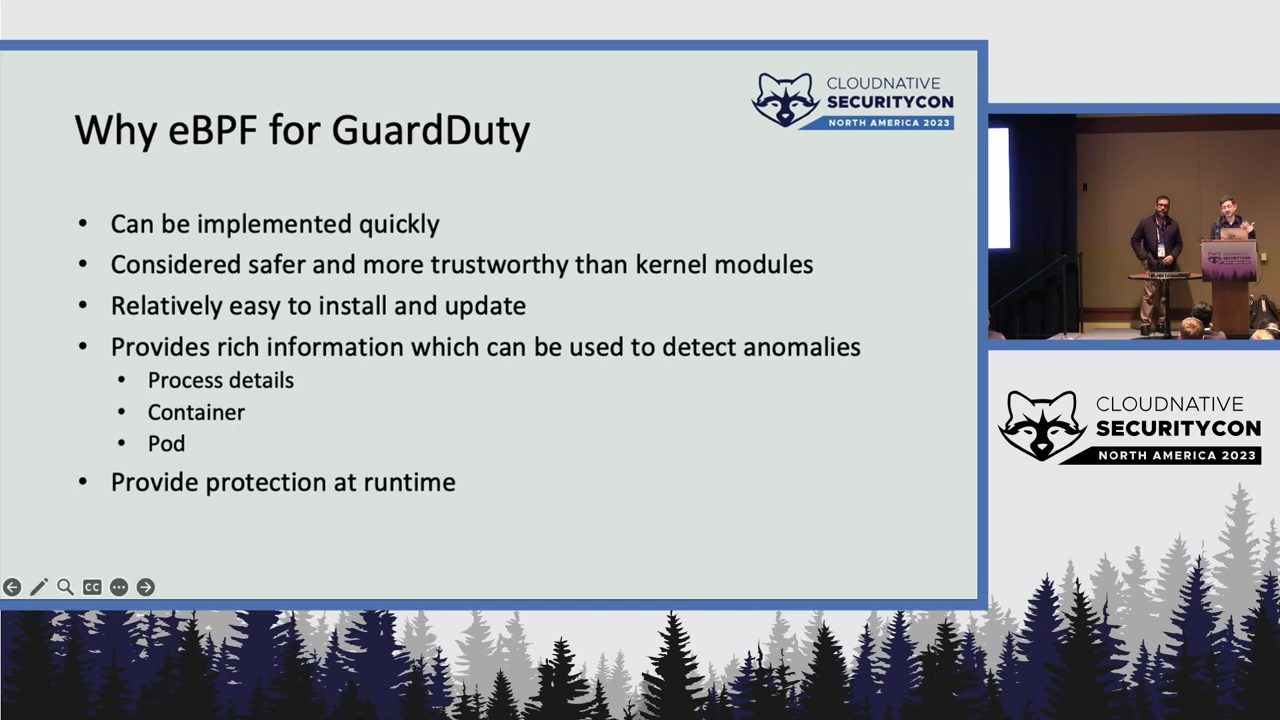 Why eBPF for GuardDuty
CLOUDNATIVE
SECURITYCON
NORTH AMERICA 2023
• Can be implemented quickly
• Considered safer and more trustworthy than kernel modules
• Relatively easy to install and update
• Provides rich information which can be used to detect anomalies
• Process details
• Container
• Pod
• Provide protection at runtime
CC
CLOUDNATIVE
SECURITYCON
NORTH AMERICA 2023